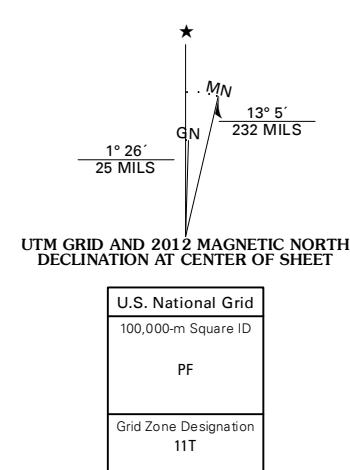 ★
MN
GN
13° 5´
232 MILS
1° 26´
25 MILS
UTM GRID AND 2012 MAGNETIC NORTH
DECLINATION AT CENTER OF SHEET
U.S. National Grid
100,000-m Square ID
PF
Grid Zone Designation
11T